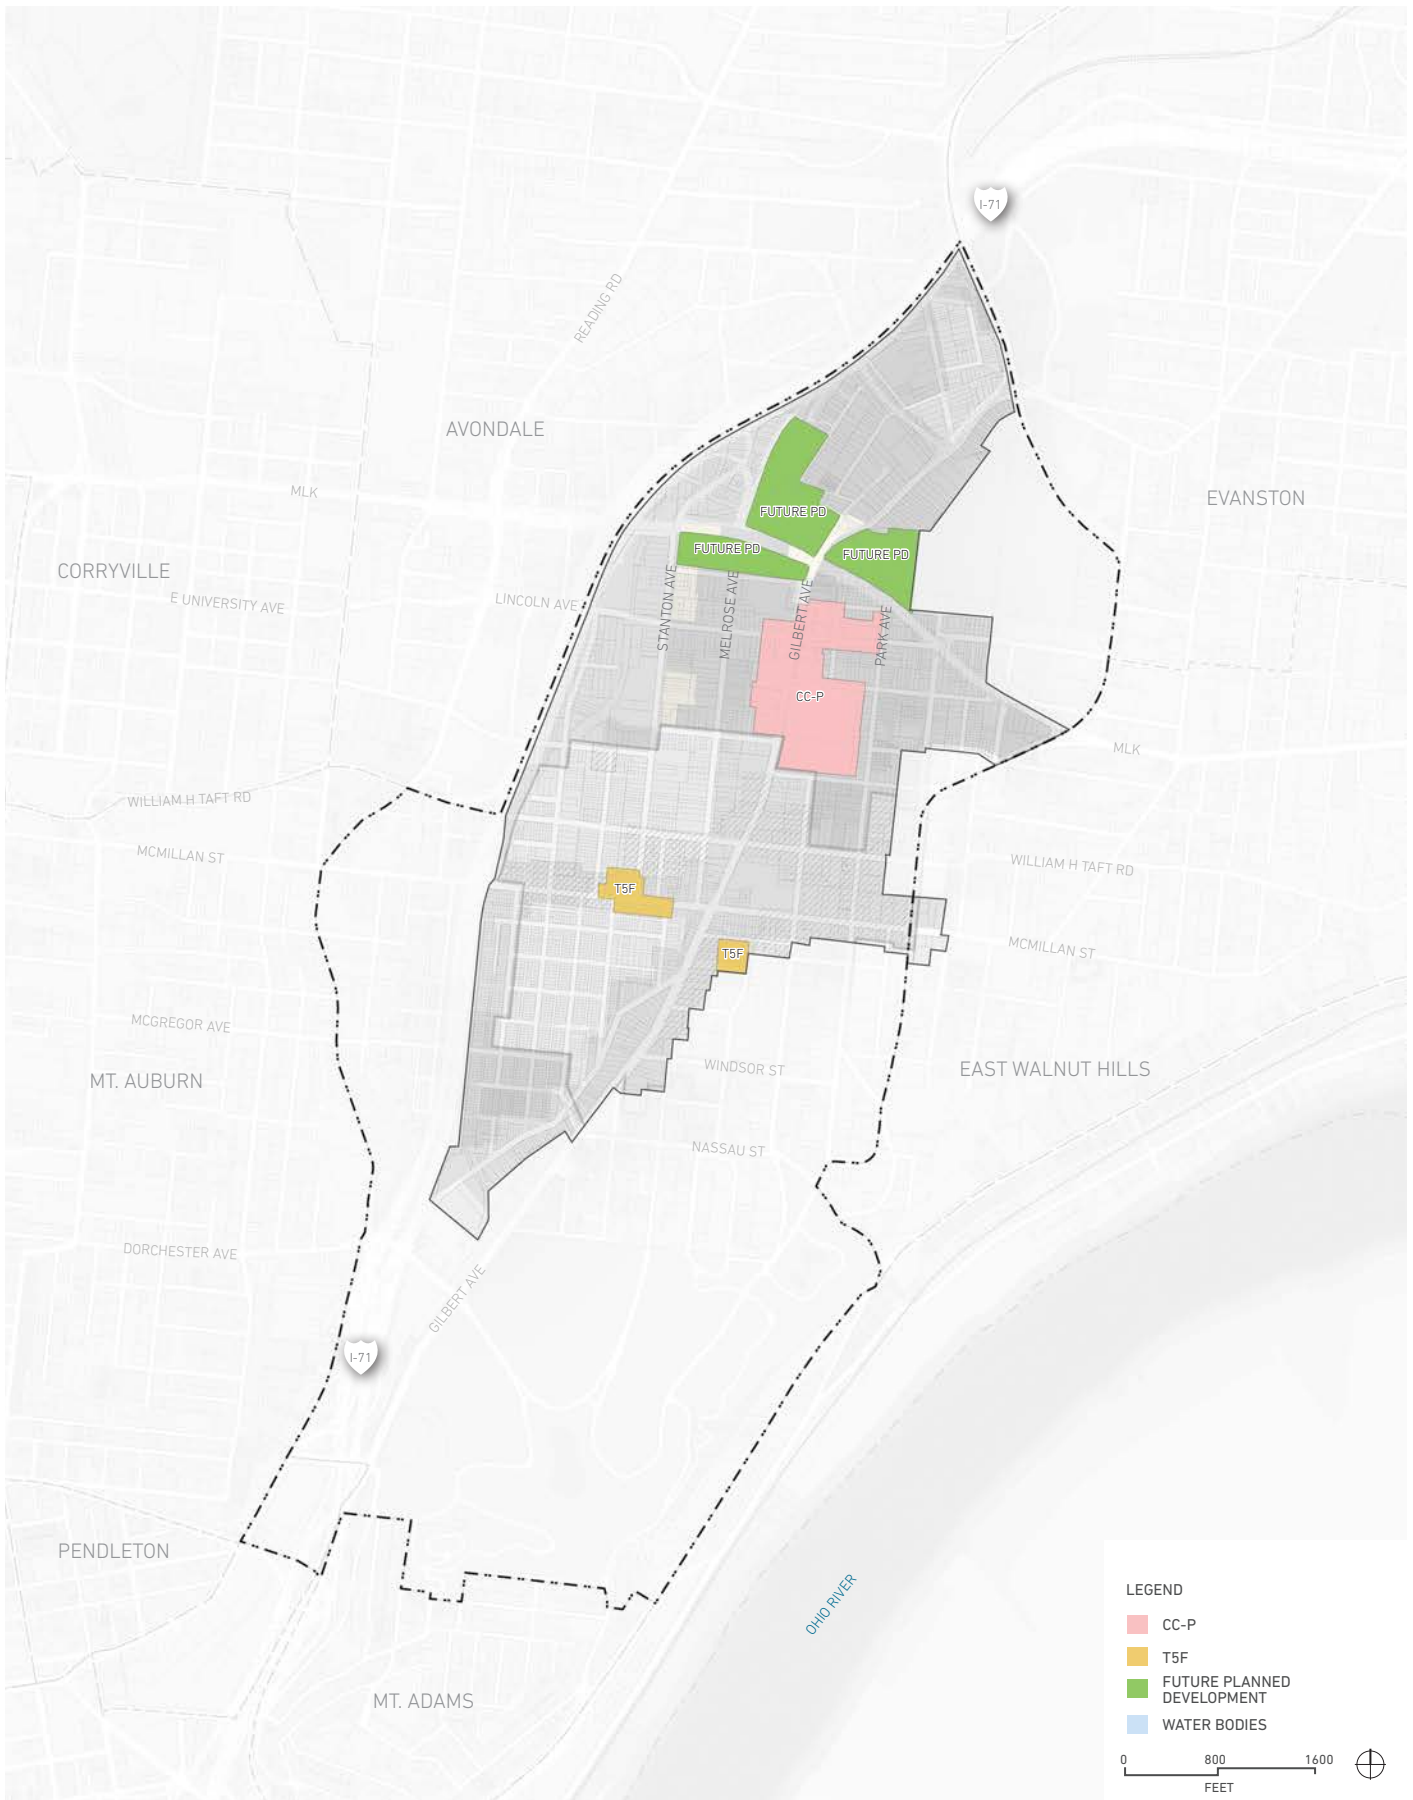 I-71
READING RD
AVONDALE
MLK
EVANSTON
FUTURE PD
FUTURE PD
FUTURE PD
CORRYVILLE
E UNIVERSITY AVE
LINCOLN AVE
STANTON AVE
MELROSE AVE
GILBERT AVE
PARK AVE
CC-P
MLK
WILLIAM H TAFT RD
MCMILLAN ST
WILLIAM H TAFT RD
T5F
MCMILLAN ST
T5F
MCGREGOR AVE
MT. AUBURN
WINDSOR ST
EAST WALNUT HILLS
NASSAU ST
DORCHESTER AVE
GILBERT AVE
I-71
PENDLETON
OHIO RIVER
MT. ADAMS
LEGEND
CC-P
T5F
FUTURE PLANNED
DEVELOPMENT
WATER BODIES
0 800 1600
FEET